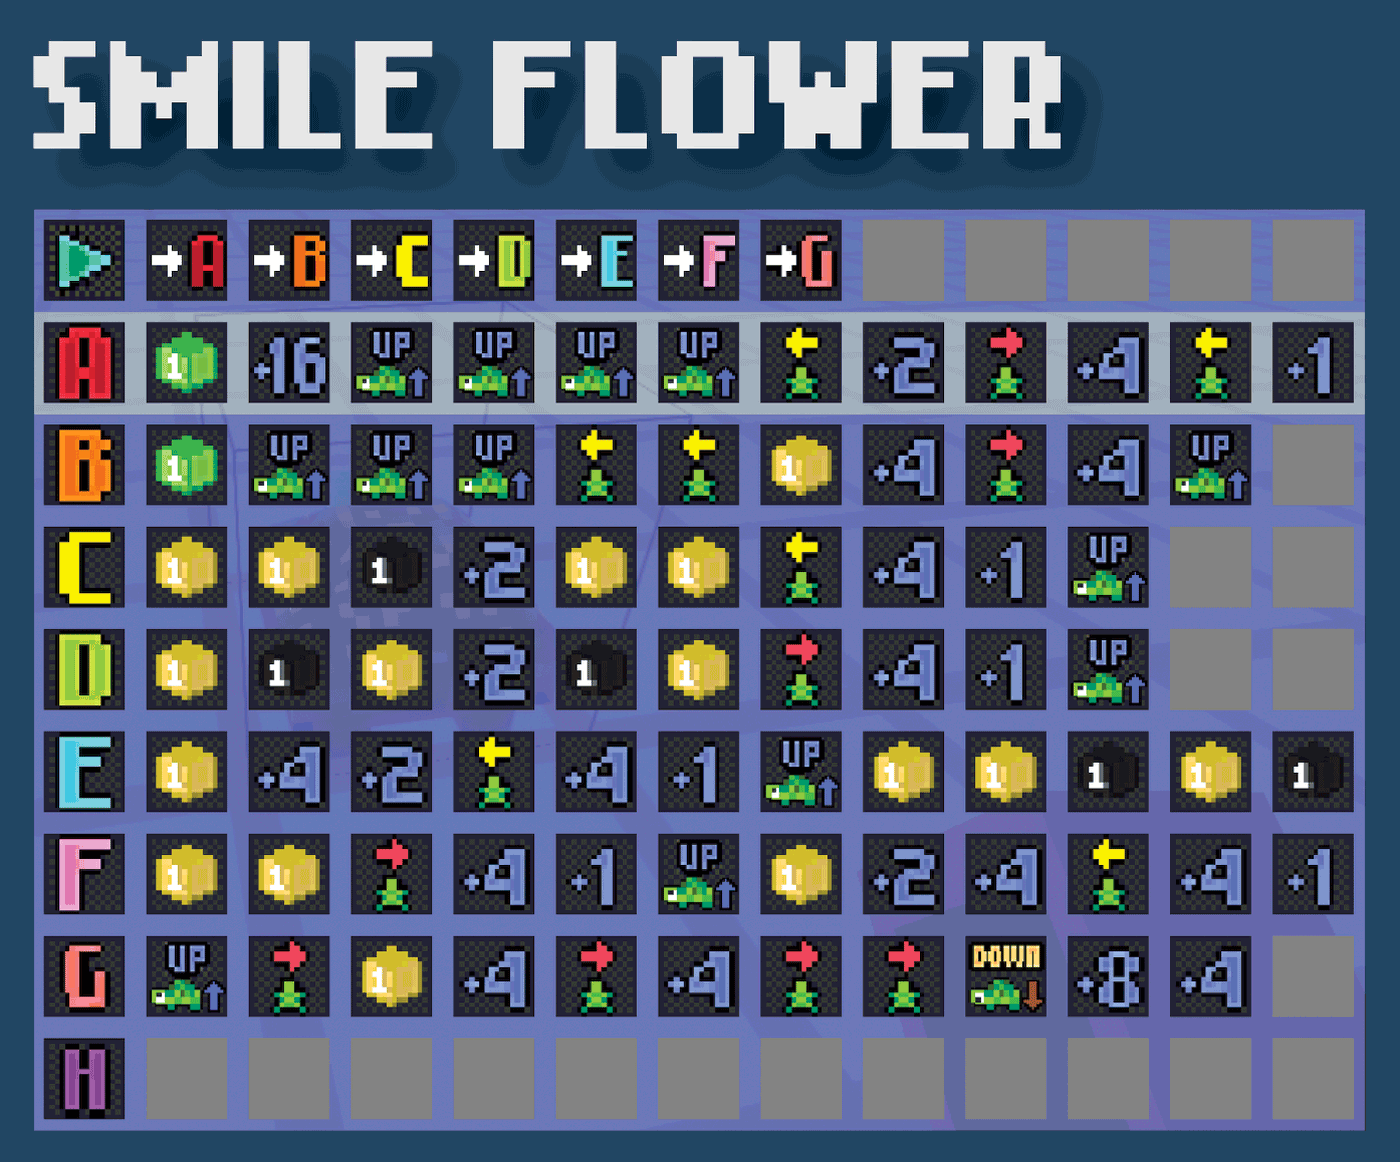 SMILE FLOWER
A B C D E F G
A 1 +16 UP UP UP UP +2 +4 +1
B 1 UP UP UP 1 +4 +4 UP
C 1 1 1 +2 1 1 +4 +1 UP
D 1 1 1 +2 1 1 +4 +1 UP
E 1 +4 +2 +4 +1 UP 1 1 1 1 1
F 1 1 +4 +1 UP 1 +2 +4 +4 +1
G UP 1 +4 +4 DOWN +8 +4
H